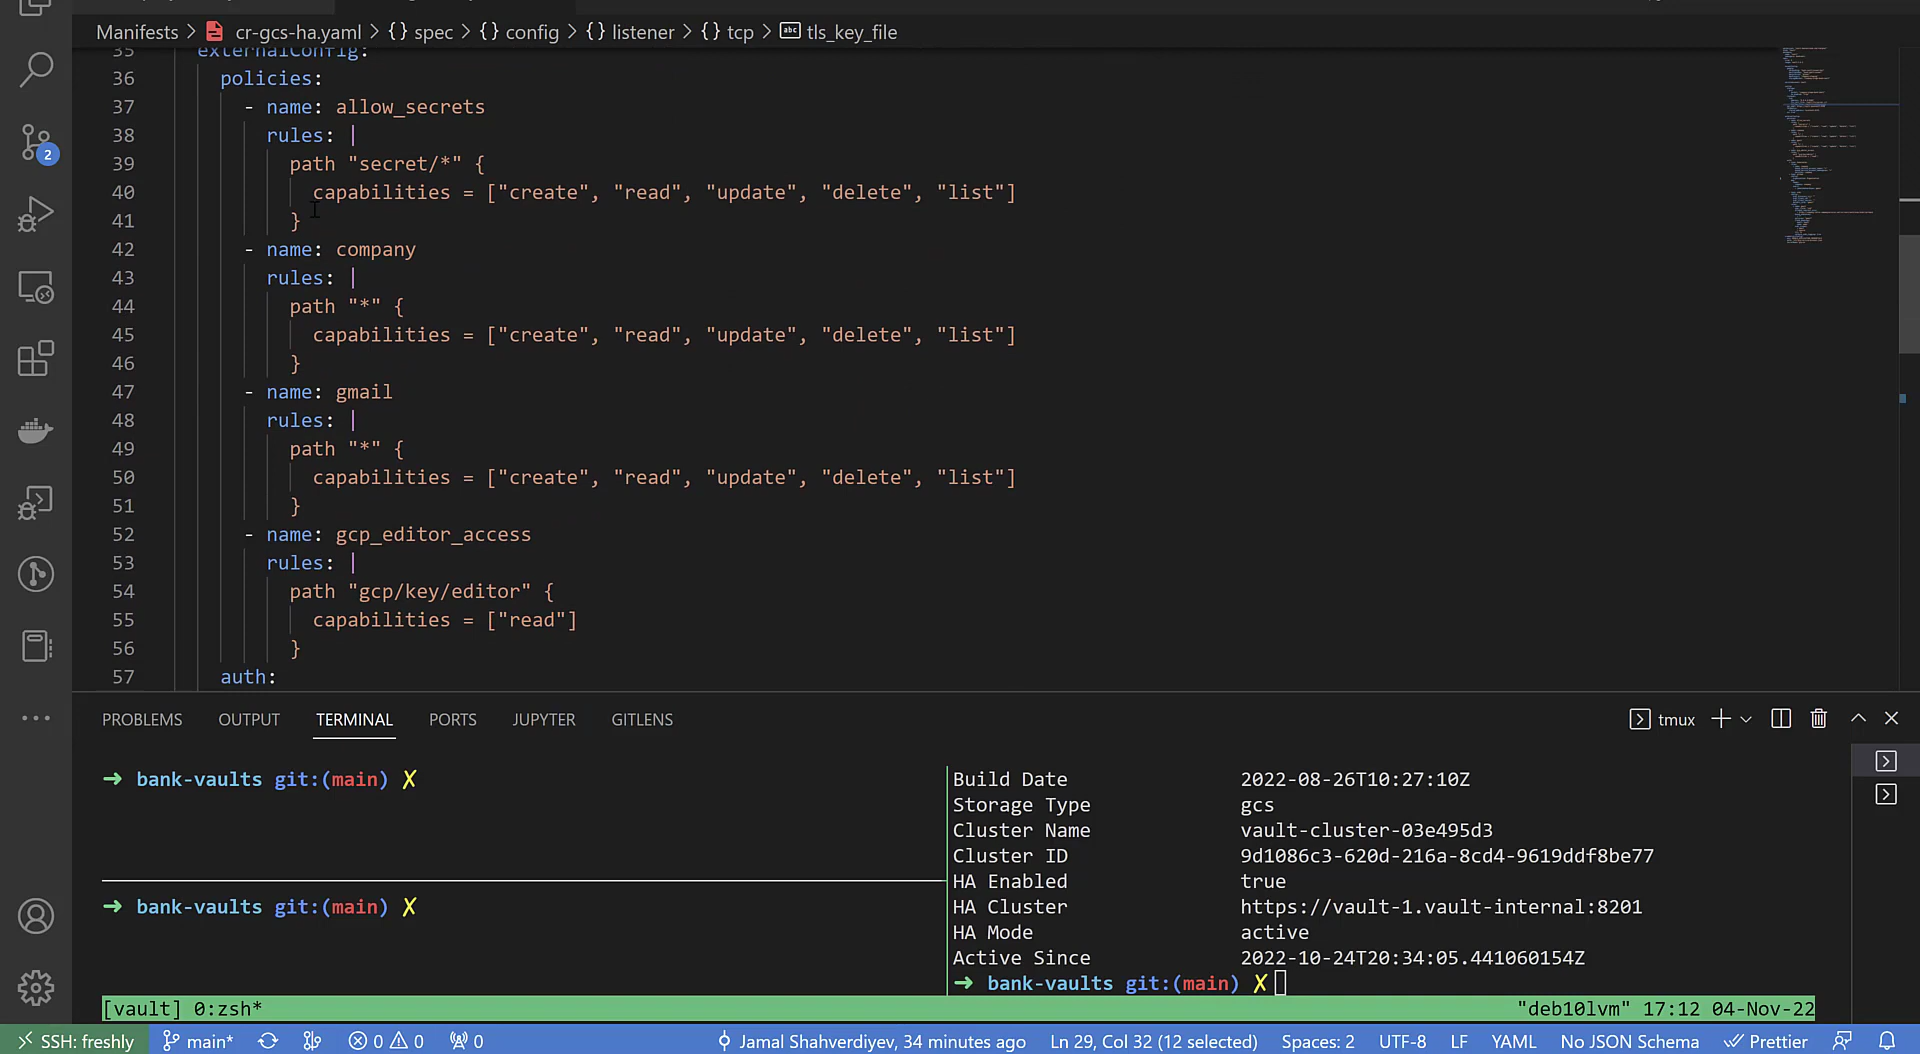 Manifests > cr-gcs-ha.yaml > {} spec > {} config > {} listener > {} tcp > abc tls_key_file
35 externalConfig:
36 policies:
37 - name: allow_secrets
38 rules: |
39 path "secret/*" {
40 capabilities = ["create", "read", "update", "delete", "list"]
41 }
42 - name: company
43 rules: |
44 path "*" {
45 capabilities = ["create", "read", "update", "delete", "list"]
46 }
47 - name: gmail
48 rules: |
49 path "*" {
50 capabilities = ["create", "read", "update", "delete", "list"]
51 }
52 - name: gcp_editor_access
53 rules: |
54 path "gcp/key/editor" {
55 capabilities = ["read"]
56 }
57 auth:
2
PROBLEMS OUTPUT TERMINAL PORTS JUPYTER GITLENS
tmux
➜ bank-vaults git:(main) ✗
➜ bank-vaults git:(main) ✗
Build Date 2022-08-26T10:27:10Z
Storage Type gcs
Cluster Name vault-cluster-03e495d3
Cluster ID 9d1086c3-620d-216a-8cd4-9619ddf8be77
HA Enabled true
HA Cluster https://vault-1.vault-internal:8201
HA Mode active
Active Since 2022-10-24T20:34:05.441060154Z
➜ bank-vaults git:(main) ✗
[vault] 0:zsh* "deb10lvm" 17:12 04-Nov-22
SSH: freshly main* 0 0 0 Jamal Shahverdiyev, 34 minutes ago Ln 29, Col 32 (12 selected) Spaces: 2 UTF-8 LF YAML No JSON Schema Prettier